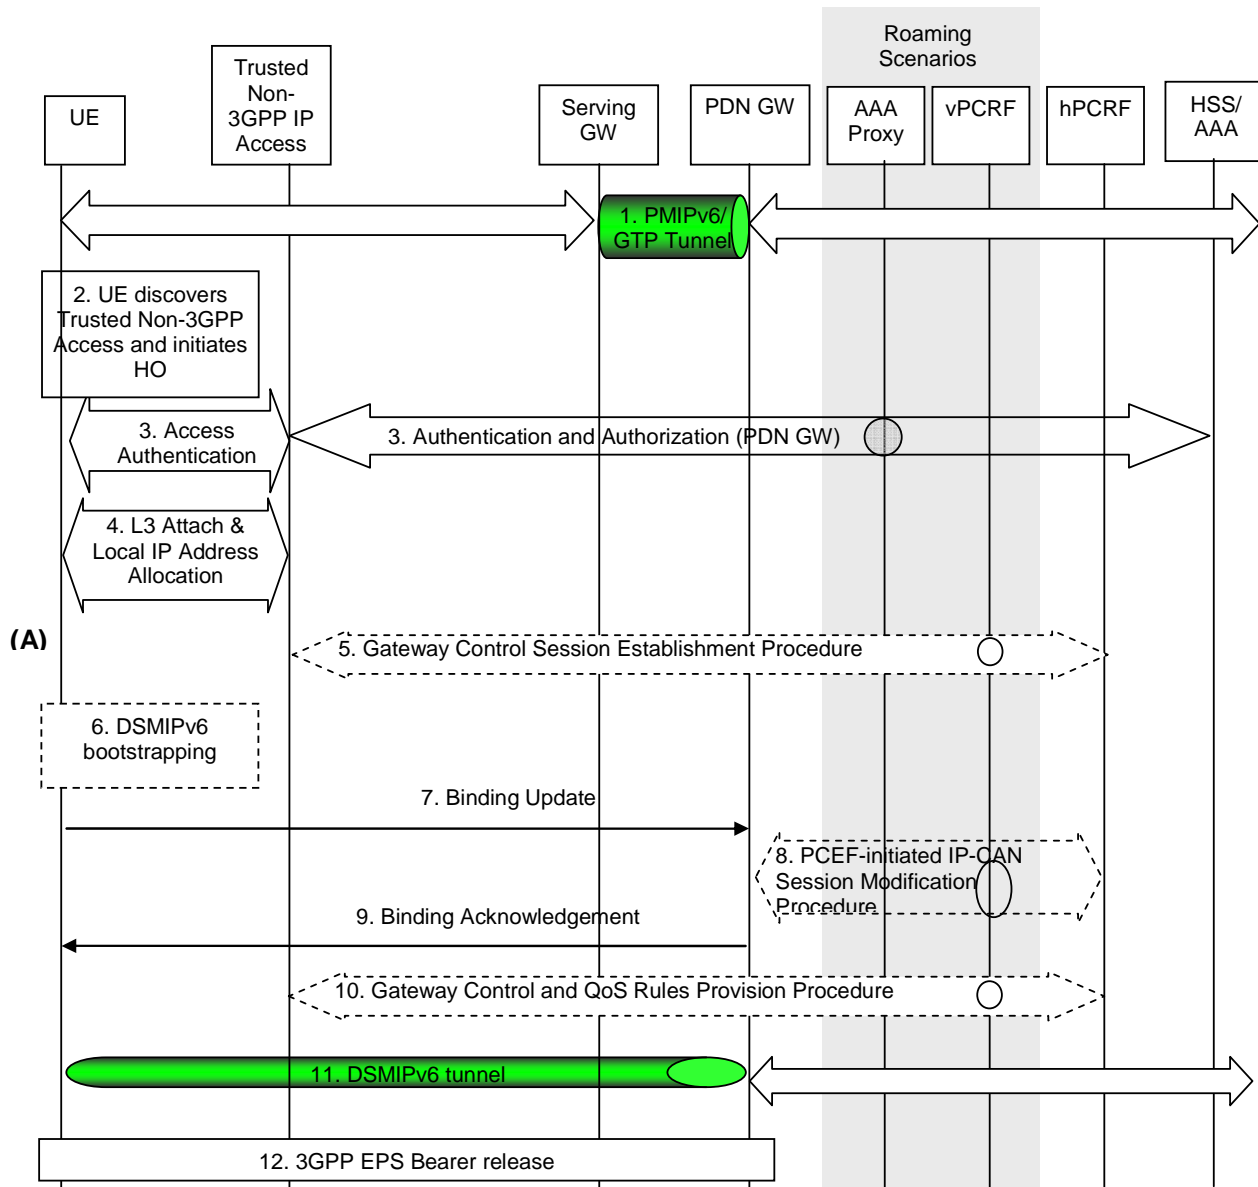 Roaming
Scenarios
UE
Trusted
Non-
3GPP IP
Access
Serving
GW
PDN GW
AAA
Proxy
vPCRF
hPCRF
HSS/
AAA
1. PMIPv6/
GTP Tunnel
2. UE discovers
Trusted Non-3GPP
Access and initiates
HO
3. Access
Authentication
3. Authentication and Authorization (PDN GW)
4. L3 Attach &
Local IP Address
Allocation
(A)
5. Gateway Control Session Establishment Procedure
6. DSMIPv6
bootstrapping
7. Binding Update
8. PCEF-initiated IP-CAN
Session Modification
Procedure
9. Binding Acknowledgement
10. Gateway Control and QoS Rules Provision Procedure
11. DSMIPv6 tunnel
12. 3GPP EPS Bearer release